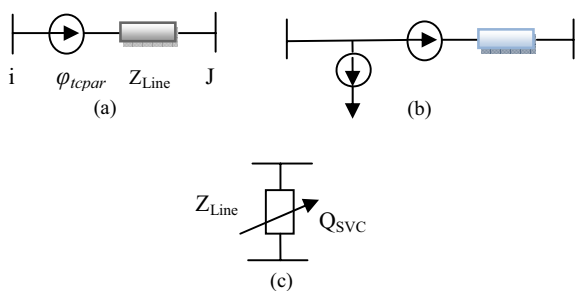 i φtcpar ZLine J
(a)
(b)
ZLine
QSVC
(c)